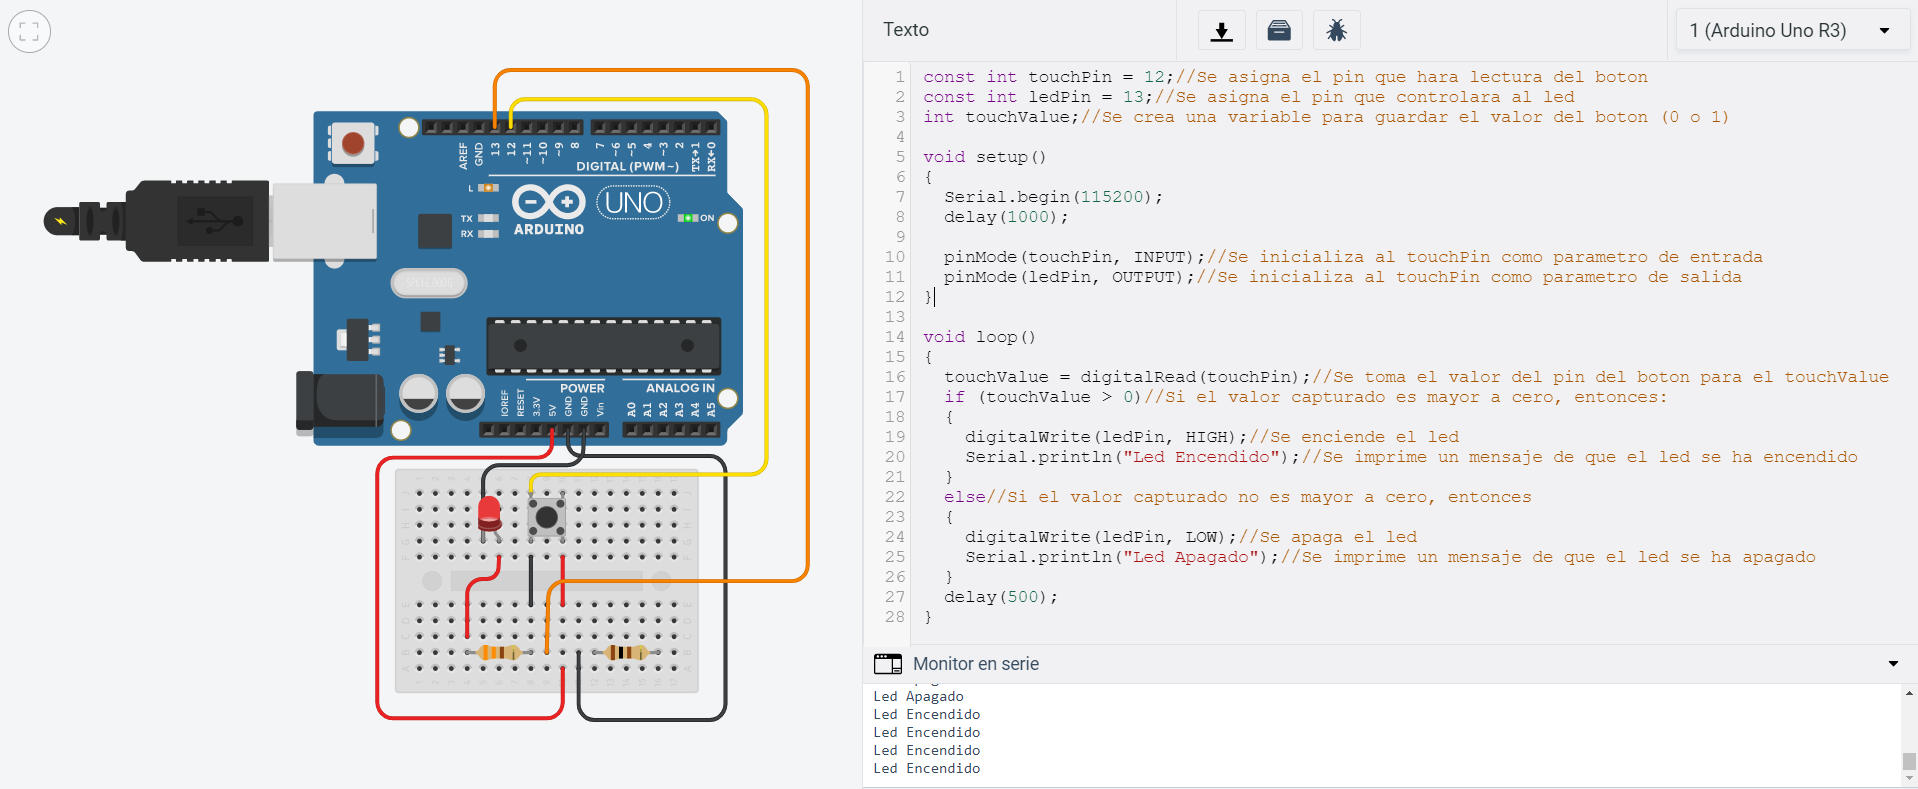 Texto
1 (Arduino Uno R3)
1 const int touchPin = 12;//Se asigna el pin que hara lectura del boton
2 const int ledPin = 13;//Se asigna el pin que controlara al led
3 int touchValue;//Se crea una variable para guardar el valor del boton (0 o 1)
4
5 void setup()
6 {
7 Serial.begin(115200);
8 delay(1000);
9
10 pinMode(touchPin, INPUT);//Se inicializa al touchPin como parametro de entrada
11 pinMode(ledPin, OUTPUT);//Se inicializa al touchPin como parametro de salida
12 }
13
14 void loop()
15 {
16 touchValue = digitalRead(touchPin);//Se toma el valor del pin del boton para el touchValue
17 if (touchValue > 0)//Si el valor capturado es mayor a cero, entonces:
18 {
19 digitalWrite(ledPin, HIGH);//Se enciende el led
20 Serial.println("Led Encendido");//Se imprime un mensaje de que el led se ha encendido
21 }
22 else//Si el valor capturado no es mayor a cero, entonces
23 {
24 digitalWrite(ledPin, LOW);//Se apaga el led
25 Serial.println("Led Apagado");//Se imprime un mensaje de que el led se ha apagado
26 }
27 delay(500);
28 }
Monitor en serie
Led Apagado
Led Encendido
Led Encendido
Led Encendido
Led Encendido
AREF
GND
13
12
~11
~10
~9
8
7
~6
~5
4
~3
2
TX→1
RX←0
DIGITAL (PWM~)
L
TX
RX
UNO
ARDUINO
ON
POWER
ANALOG IN
IOREF
RESET
3.3V
5V
GND
GND
Vin
A0
A1
A2
A3
A4
A5